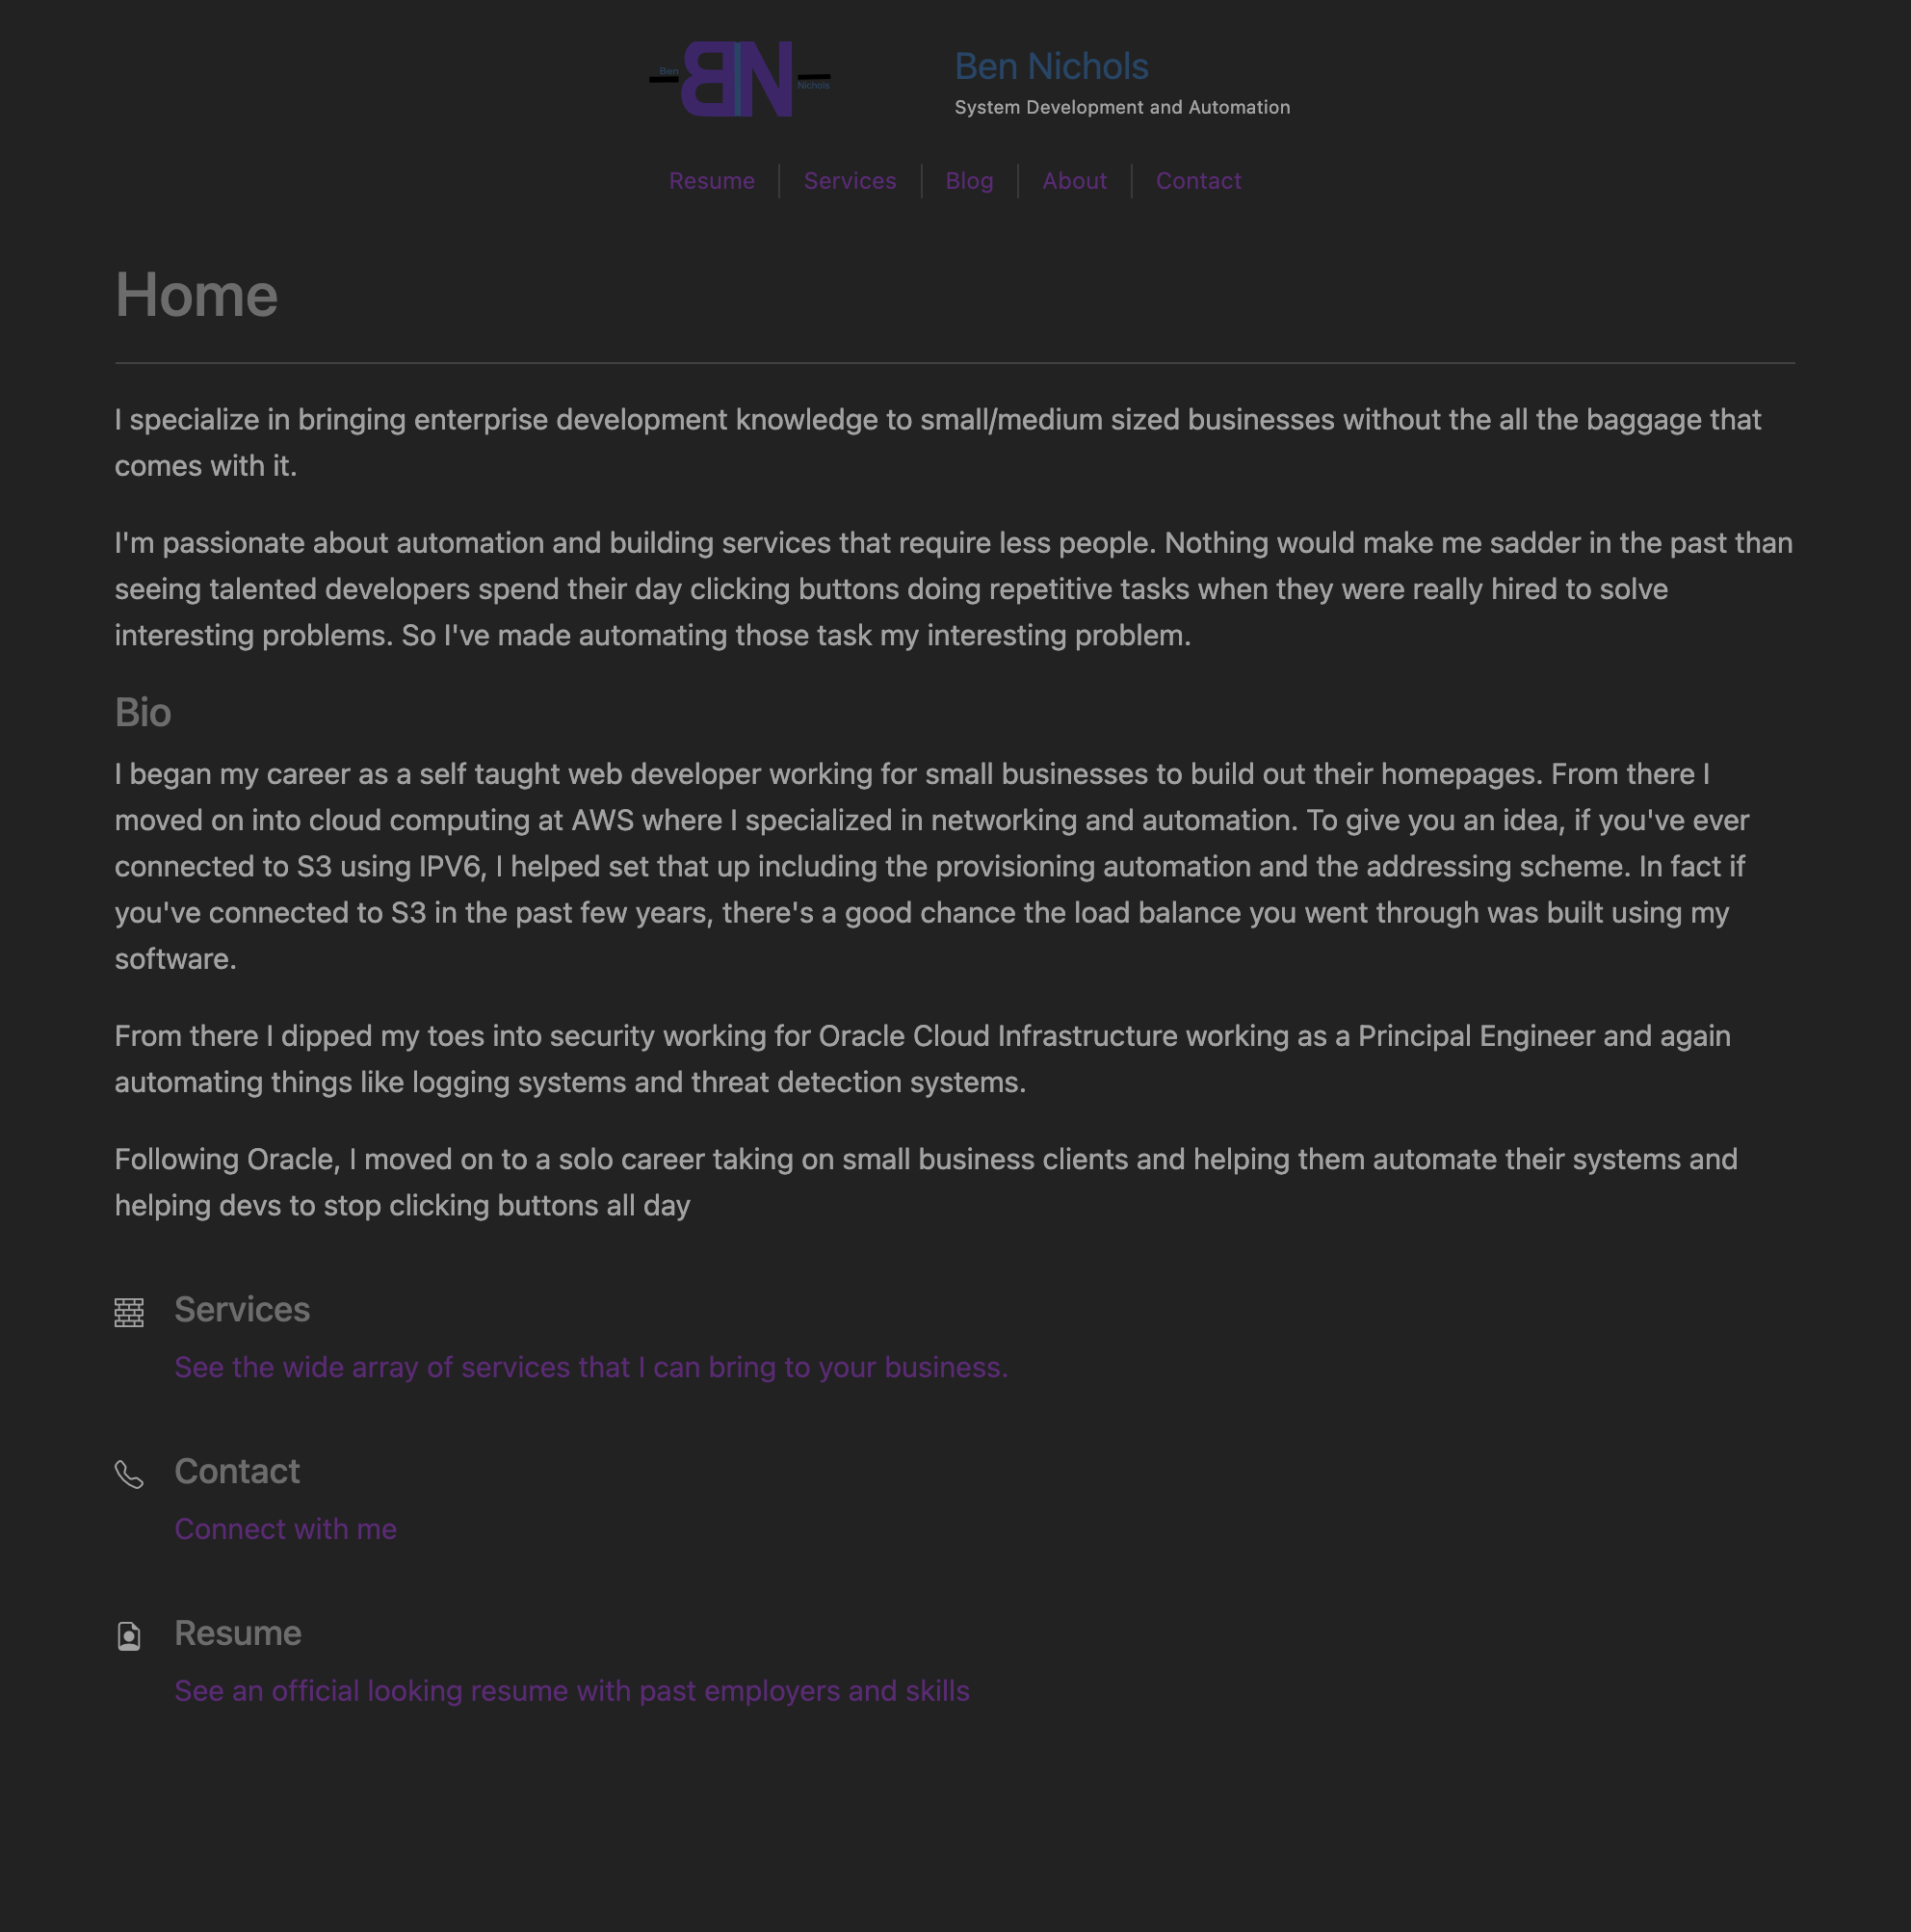 Ben
BN
Nichols
Ben Nichols
System Development and Automation
Resume
Services
Blog
About
Contact
Home
I specialize in bringing enterprise development knowledge to small/medium sized businesses without the all the baggage that
comes with it.
I'm passionate about automation and building services that require less people. Nothing would make me sadder in the past than
seeing talented developers spend their day clicking buttons doing repetitive tasks when they were really hired to solve
interesting problems. So I've made automating those task my interesting problem.
Bio
I began my career as a self taught web developer working for small businesses to build out their homepages. From there I
moved on into cloud computing at AWS where I specialized in networking and automation. To give you an idea, if you've ever
connected to S3 using IPV6, I helped set that up including the provisioning automation and the addressing scheme. In fact if
you've connected to S3 in the past few years, there's a good chance the load balance you went through was built using my
software.
From there I dipped my toes into security working for Oracle Cloud Infrastructure working as a Principal Engineer and again
automating things like logging systems and threat detection systems.
Following Oracle, I moved on to a solo career taking on small business clients and helping them automate their systems and
helping devs to stop clicking buttons all day
Services
See the wide array of services that I can bring to your business.
Contact
Connect with me
Resume
See an official looking resume with past employers and skills